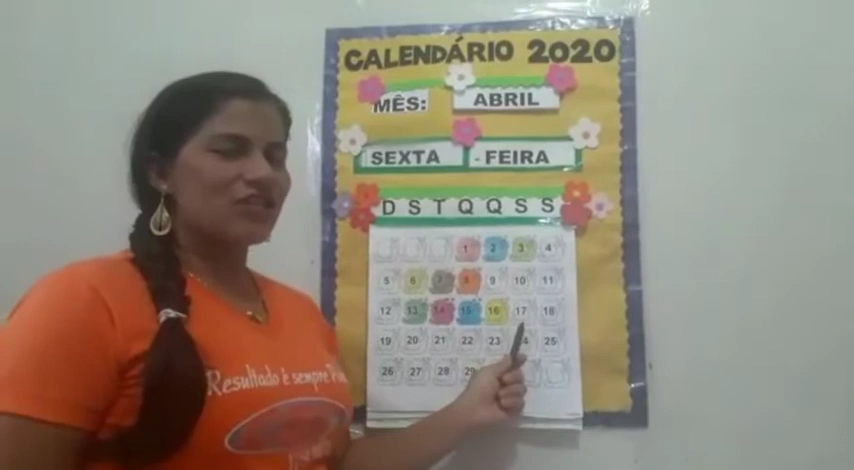 CALENDÁRIO 2020
MÊS: ABRIL
SEXTA - FEIRA
D S T Q Q S S
1 2 3 4
5 6 7 8 9 10 11
12 13 14 15 16 17 18
19 20 21 22 23 24 25
26 27 28 29
Resultado é sempre